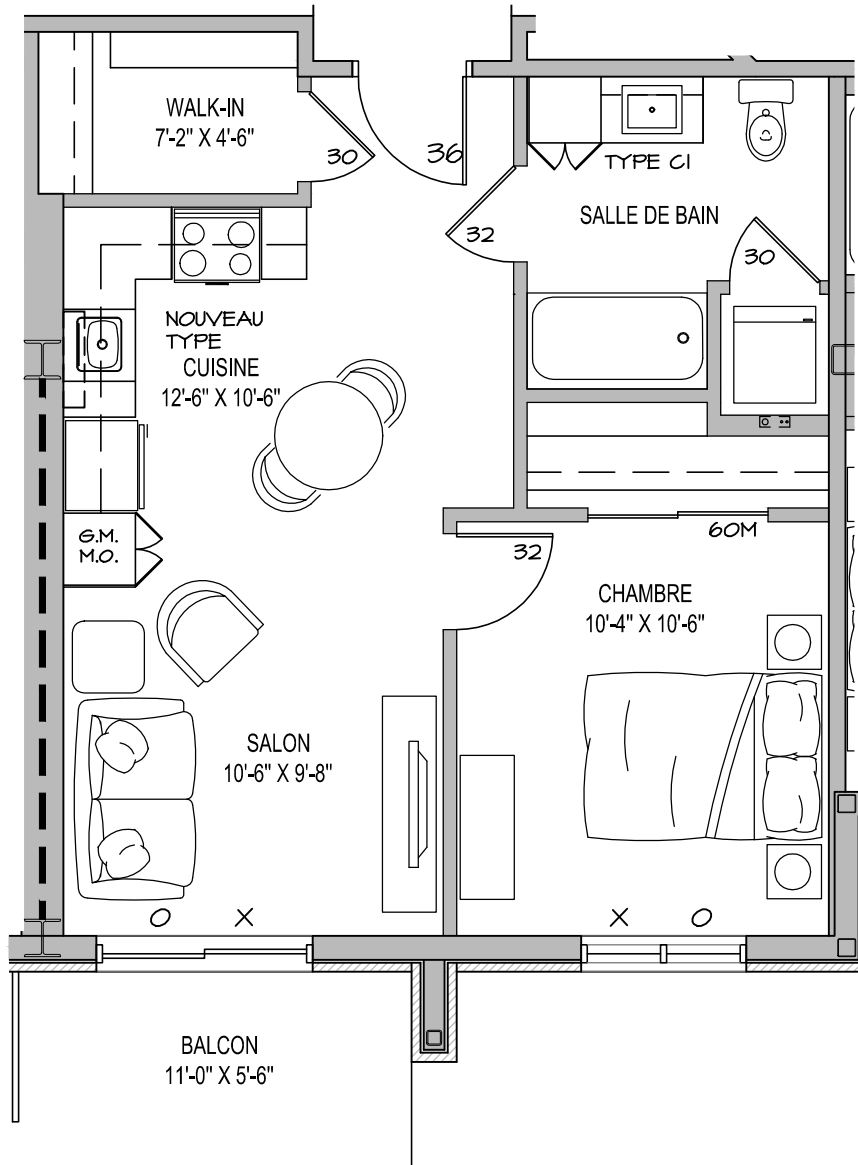 WALK-IN
7'-2" X 4'-6"
30
36
TYPE C1
SALLE DE BAIN
32
30
NOUVEAU
TYPE
CUISINE
12'-6" X 10'-6"
G.M.
M.O.
60M
32
CHAMBRE
10'-4" X 10'-6"
SALON
10'-6" X 9'-8"
O X
X O
BALCON
11'-0" X 5'-6"